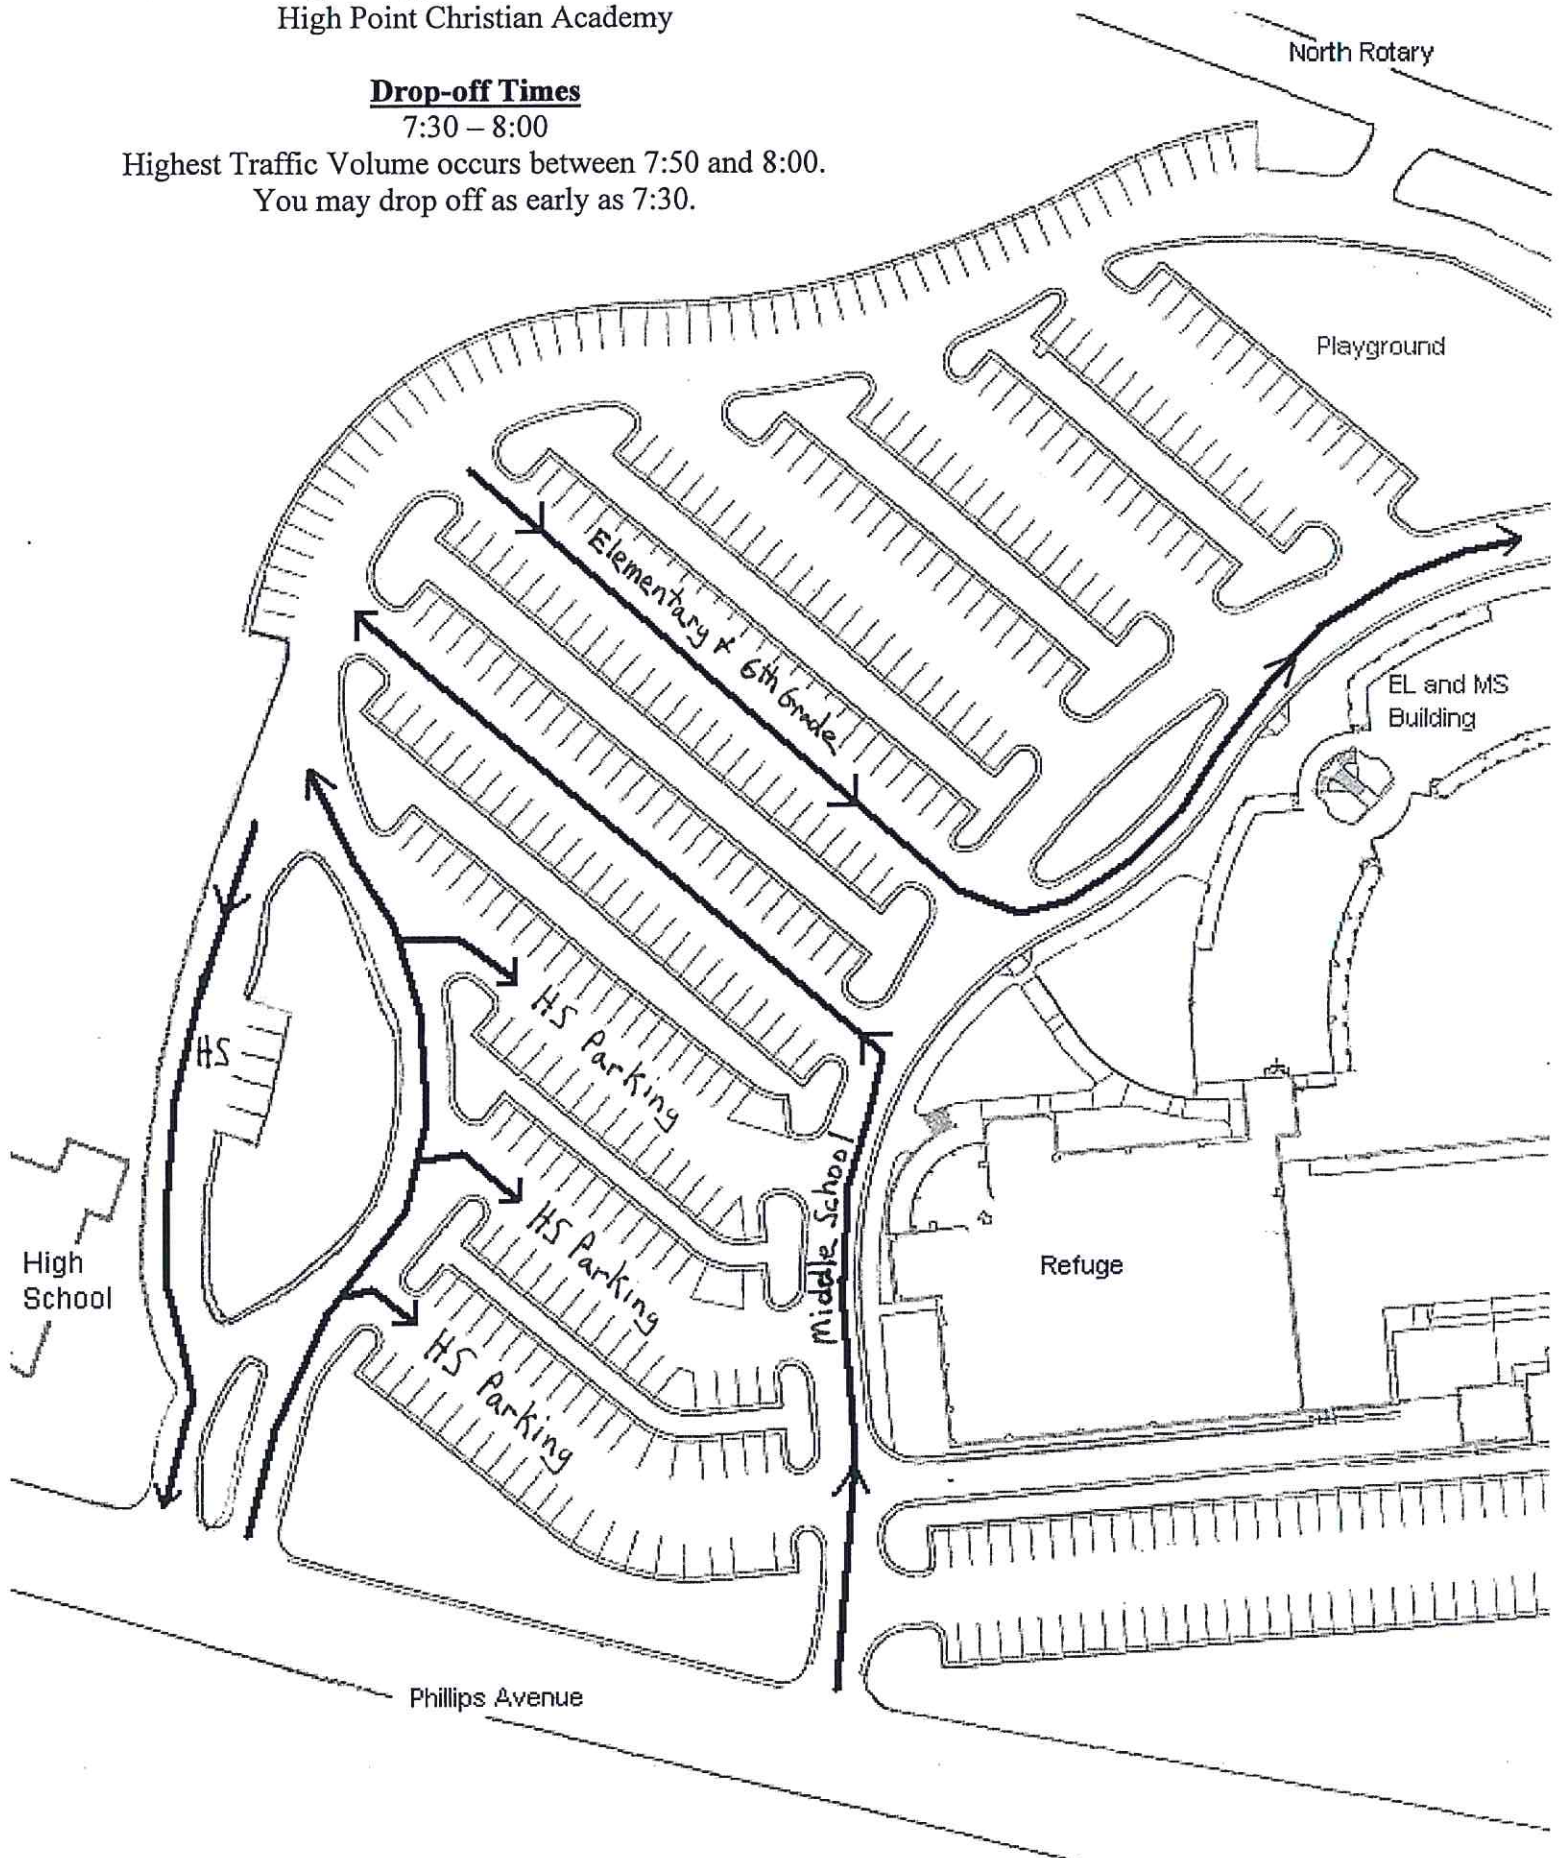 High Point Christian Academy
Drop-off Times
7:30 – 8:00
Highest Traffic Volume occurs between 7:50 and 8:00.
You may drop off as early as 7:30.
North Rotary
Playground
Elementary & 6th Grade
EL and MS
Building
HS Parking
HS
Middle School
HS Parking
High
School
Refuge
HS Parking
Phillips Avenue